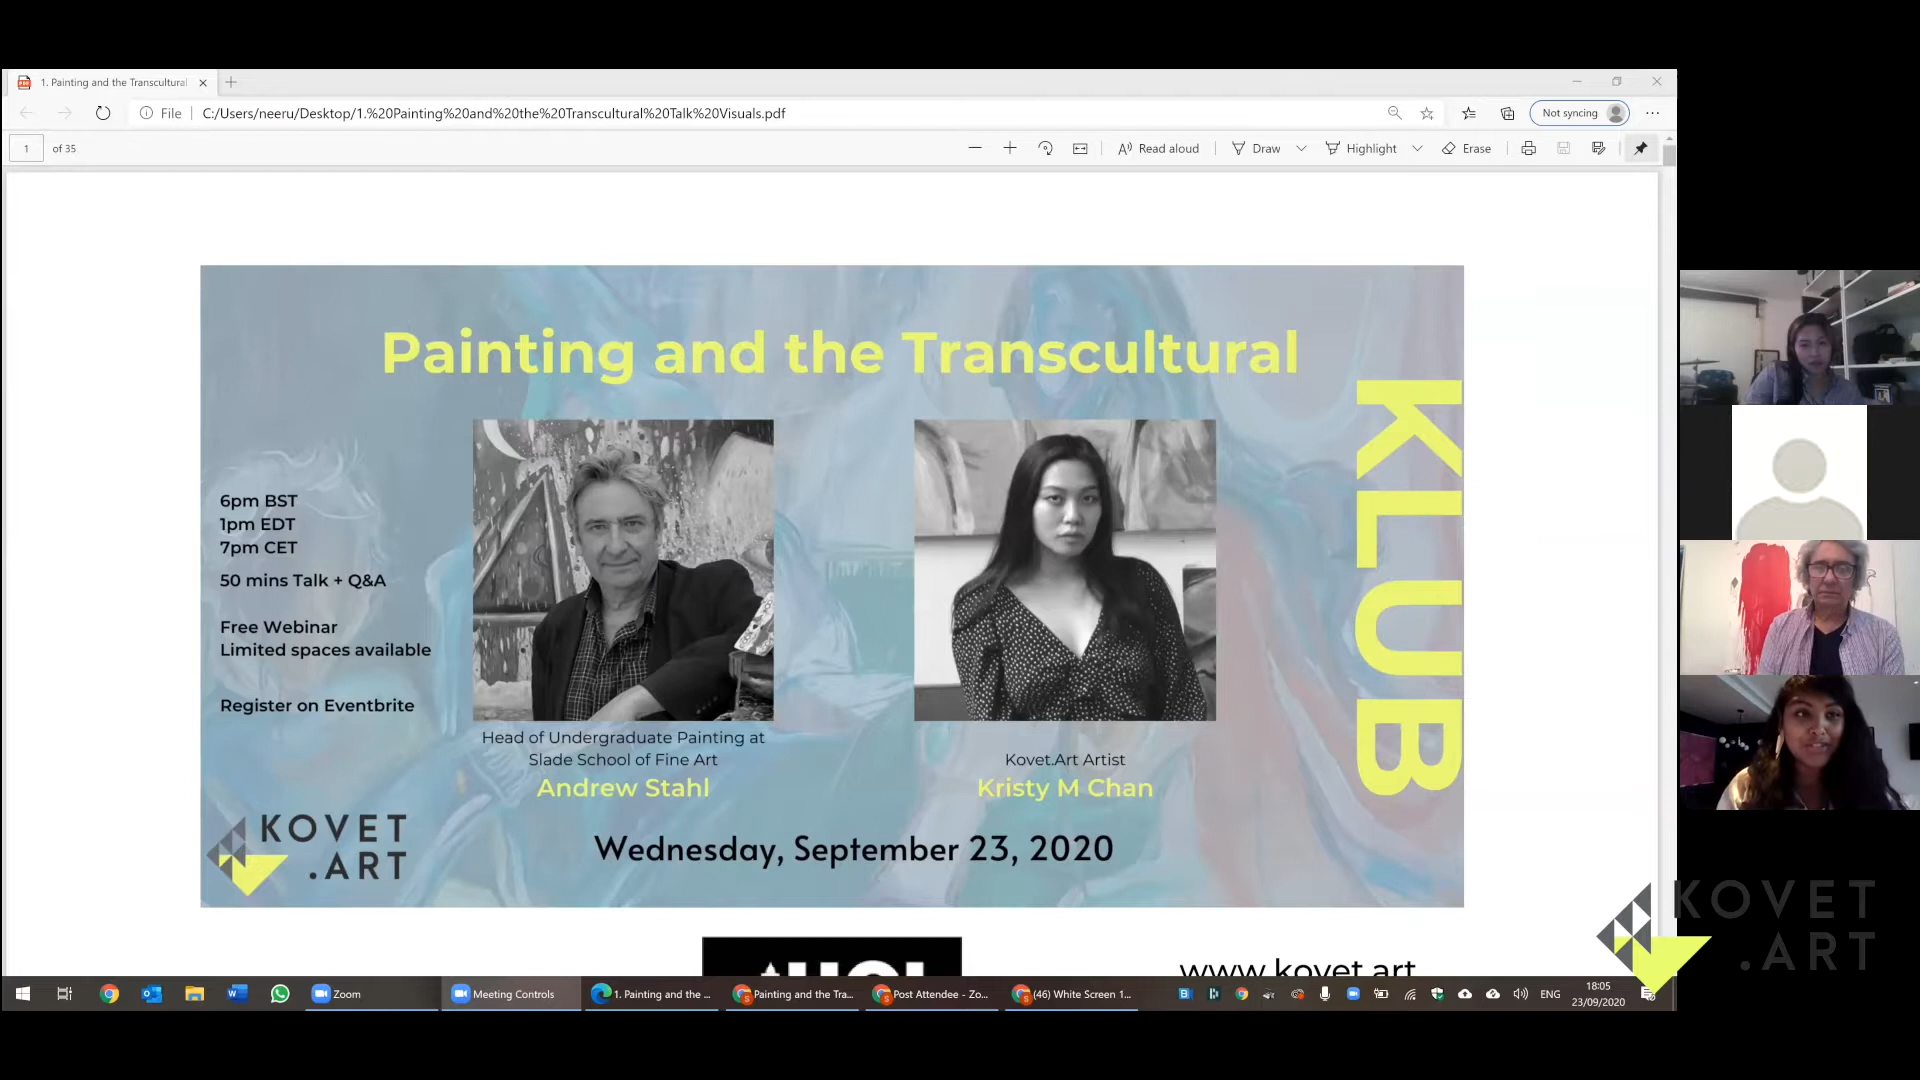 1. Painting and the Transcultural
File
C:/Users/neeru/Desktop/1.%20Painting%20and%20the%20Transcultural%20Talk%20Visuals.pdf
Not syncing
1 of 35
Read aloud
Draw
Highlight
Erase
Painting and the Transcultural
KLUB
6pm BST
1pm EDT
7pm CET
50 mins Talk + Q&A
Free Webinar
Limited spaces available
Register on Eventbrite
Head of Undergraduate Painting at
Slade School of Fine Art
Andrew Stahl
Kovet.Art Artist
Kristy M Chan
KOVET
.ART
Wednesday, September 23, 2020
www.kovet.art
KOVET
.ART
Zoom
Meeting Controls
1. Painting and the ...
Painting and the Tra...
Post Attendee - Zo...
(46) White Screen 1...
ENG
18:05
23/09/2020